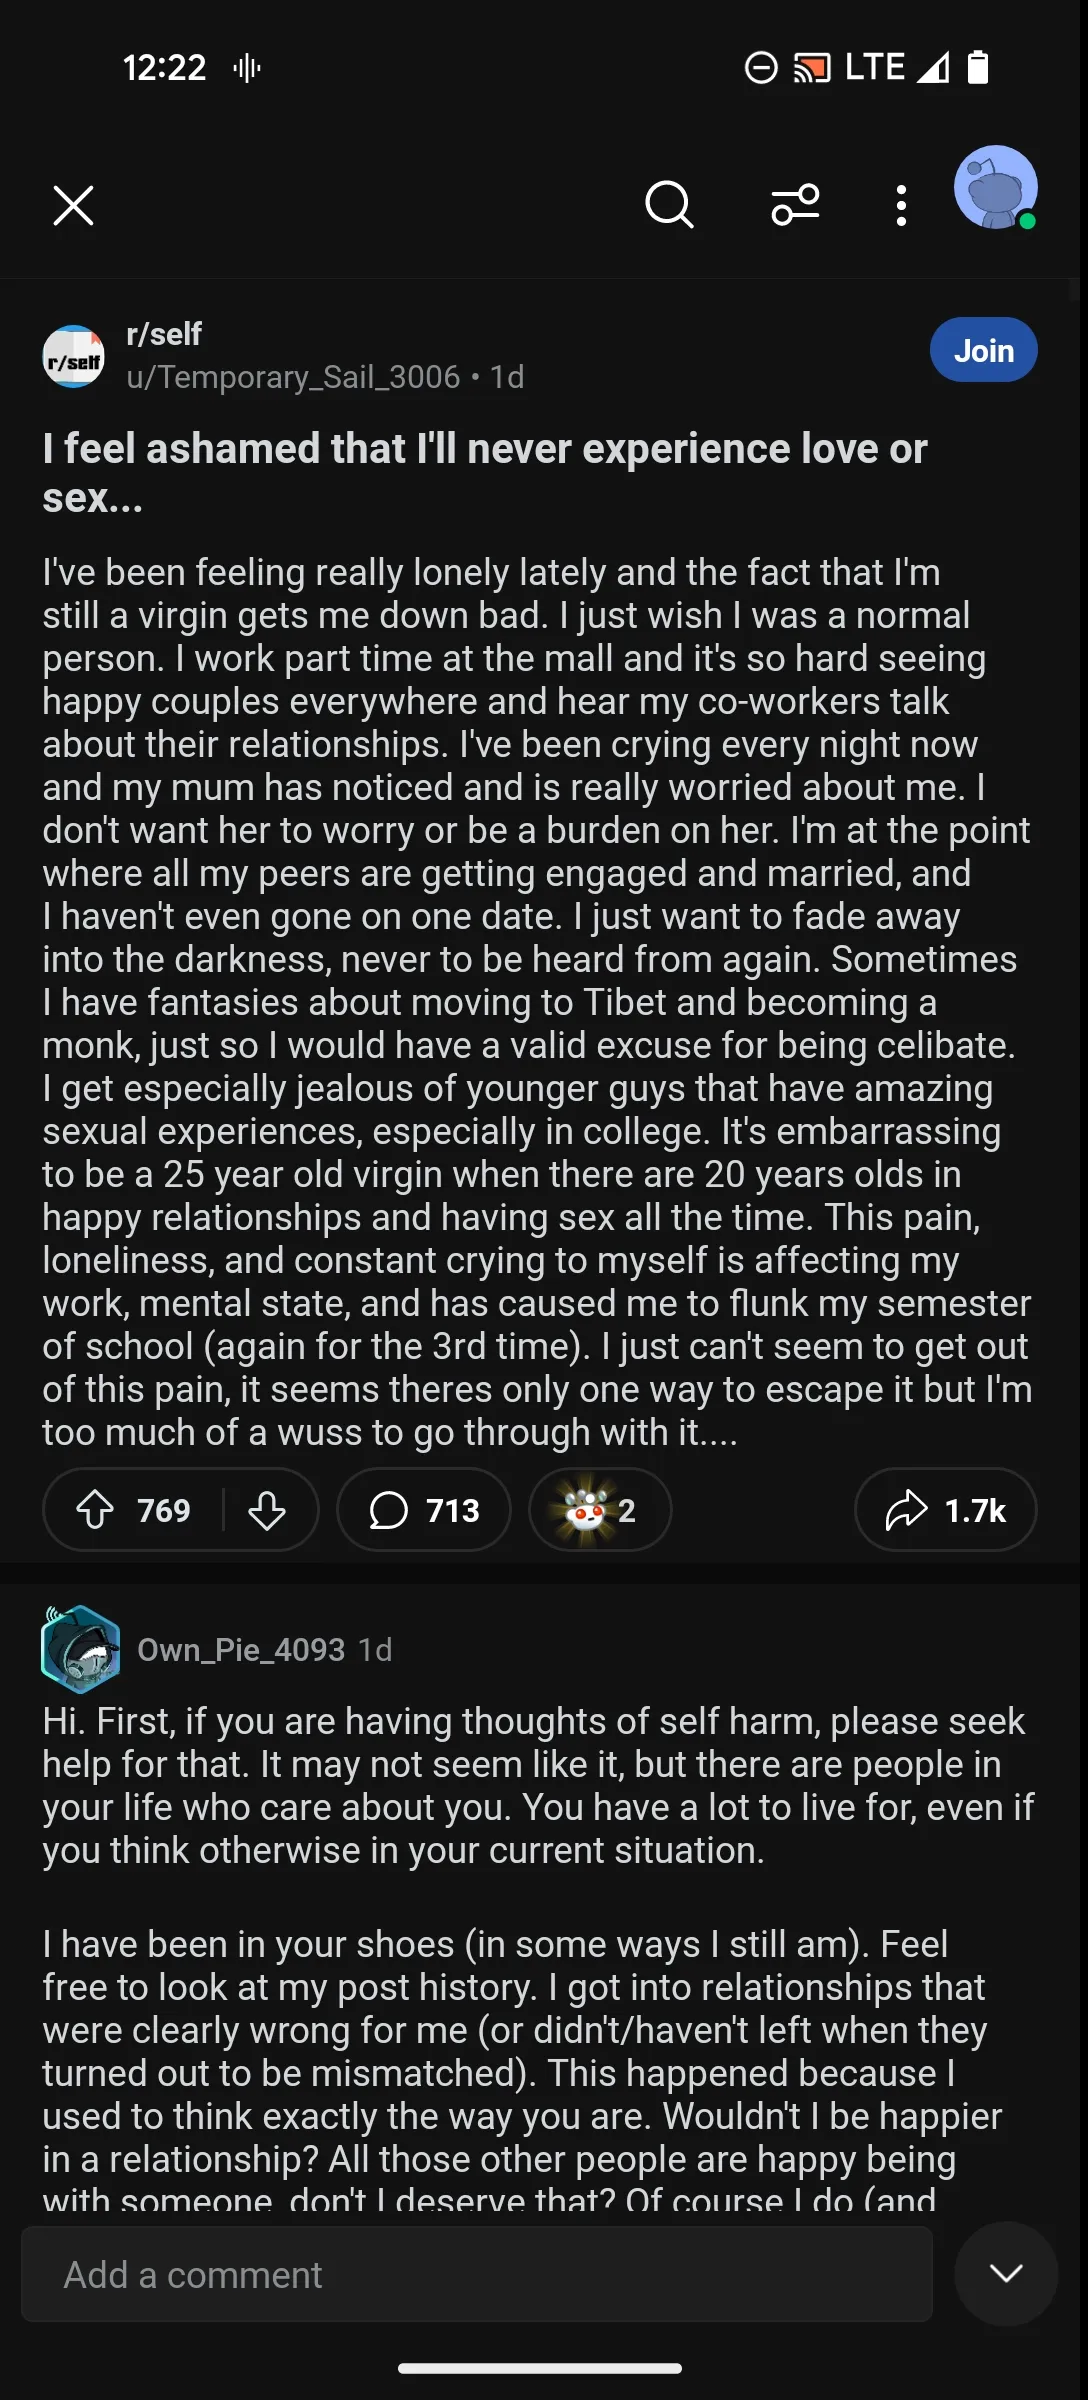 12:22
LTE
r/self
r/self
Join
u/Temporary_Sail_3006 • 1d
I feel ashamed that I'll never experience love or
sex...
I've been feeling really lonely lately and the fact that I'm
still a virgin gets me down bad. I just wish I was a normal
person. I work part time at the mall and it's so hard seeing
happy couples everywhere and hear my co-workers talk
about their relationships. I've been crying every night now
and my mum has noticed and is really worried about me. I
don't want her to worry or be a burden on her. I'm at the point
where all my peers are getting engaged and married, and
I haven't even gone on one date. I just want to fade away
into the darkness, never to be heard from again. Sometimes
I have fantasies about moving to Tibet and becoming a
monk, just so I would have a valid excuse for being celibate.
I get especially jealous of younger guys that have amazing
sexual experiences, especially in college. It's embarrassing
to be a 25 year old virgin when there are 20 years olds in
happy relationships and having sex all the time. This pain,
loneliness, and constant crying to myself is affecting my
work, mental state, and has caused me to flunk my semester
of school (again for the 3rd time). I just can't seem to get out
of this pain, it seems theres only one way to escape it but I'm
too much of a wuss to go through with it....
769
713
2
1.7k
Own_Pie_4093 1d
Hi. First, if you are having thoughts of self harm, please seek
help for that. It may not seem like it, but there are people in
your life who care about you. You have a lot to live for, even if
you think otherwise in your current situation.
I have been in your shoes (in some ways I still am). Feel
free to look at my post history. I got into relationships that
were clearly wrong for me (or didn't/haven't left when they
turned out to be mismatched). This happened because I
used to think exactly the way you are. Wouldn't I be happier
in a relationship? All those other people are happy being
with someone, don't I deserve that? Of course I do (and
Add a comment